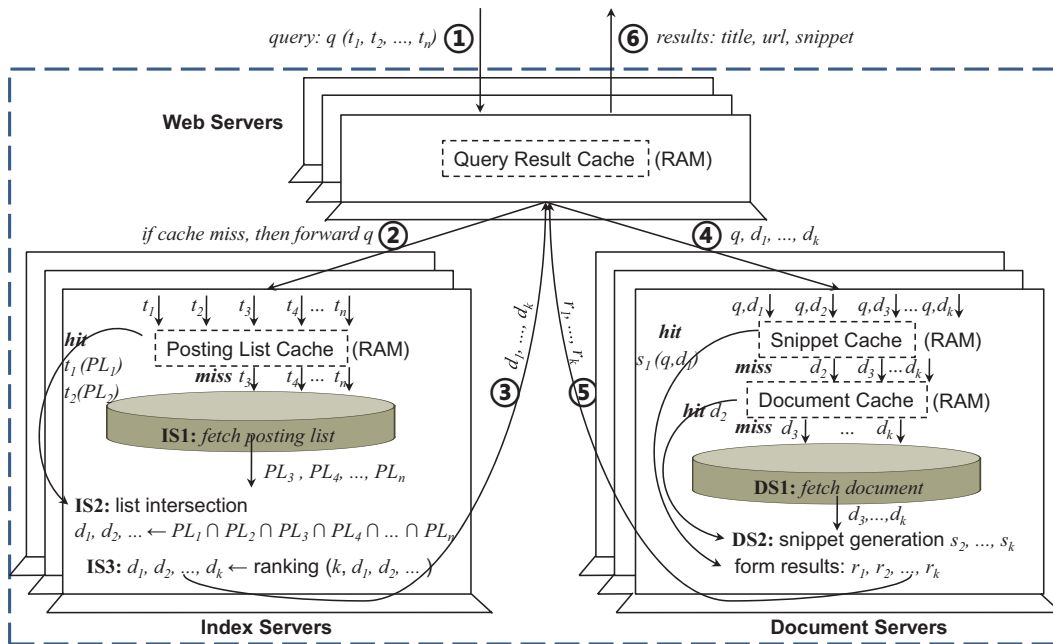 query: q (t1, t2, ..., tn) ① ⑥ results: title, url, snippet
Web Servers
Query Result Cache (RAM)
if cache miss, then forward q ② ④ q, d1, ..., dk
t1 t2 t3 t4 ... tn
hit
Posting List Cache (RAM)
t1 (PL1)
t2(PL2)
miss t3 t4 ... tn
IS1: fetch posting list
PL3 , PL4, ..., PLn
IS2: list intersection
d1, d2, ... ← PL1 ∩ PL2 ∩ PL3 ∩ PL4 ∩ ... ∩ PLn
IS3: d1, d2, ..., dk ← ranking (k, d1, d2, ... )
Index Servers
③ d1, ..., dk
⑤ r1, ..., rk
q,d1 q,d2 q,d3 ... q,dk
hit
Snippet Cache (RAM)
s1 (q,d1)
miss d2 d3 ...dk
Document Cache (RAM)
hit d2
miss d3 ... dk
DS1: fetch document
d3,...,dk
DS2: snippet generation s2, ..., sk
form results: r1, r2, ..., rk
Document Servers